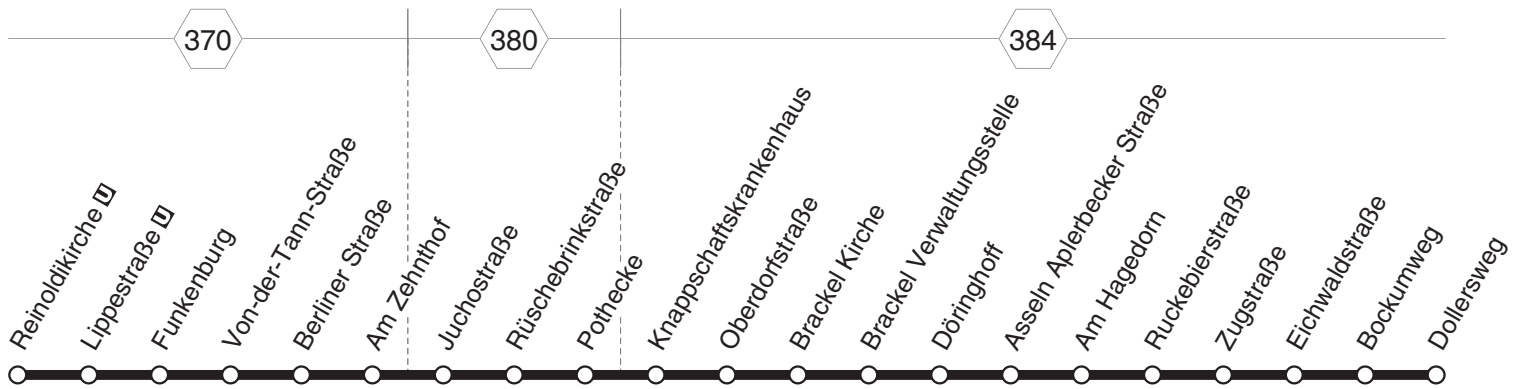 370
380
384
Reinoldikirche U
Lippestraße U
Funkenburg
Von-der-Tann-Straße
Berliner Straße
Am Zehnthof
Juchostraße
Rüschebrinkstraße
Pothecke
Knappschaftskrankenhaus
Oberdorfstraße
Brackel Kirche
Brackel Verwaltungsstelle
Döringhoff
Asseln Aplerbecker Straße
Am Hagedorn
Ruckebierstraße
Zugstraße
Eichwaldstraße
Bockumweg
Dollersweg